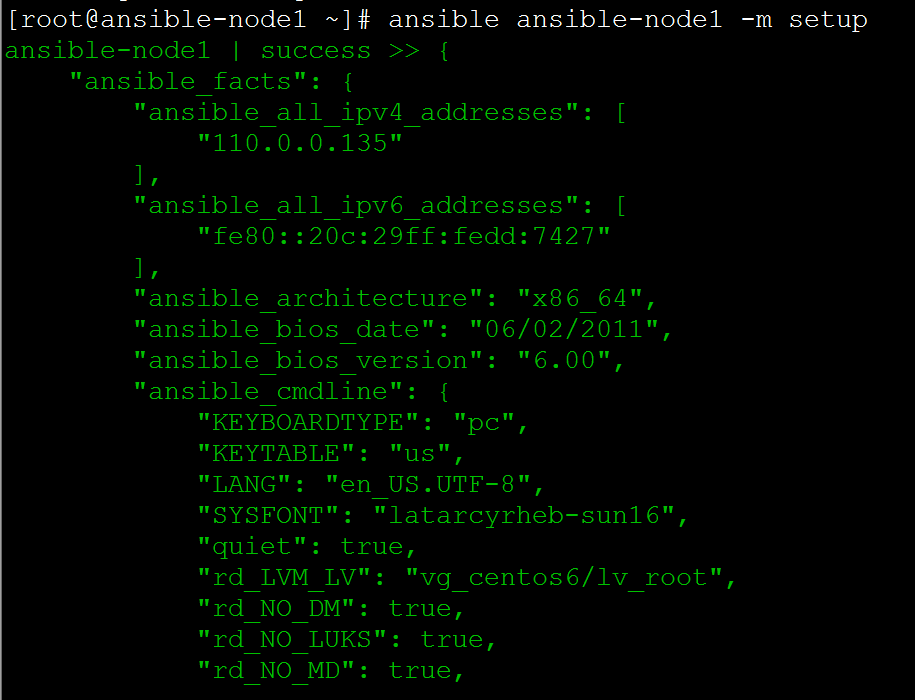 [root@ansible-node1 ~]# ansible ansible-node1 -m setup
ansible-node1 | success >> {
    "ansible_facts": {
        "ansible_all_ipv4_addresses": [
            "110.0.0.135"
        ],
        "ansible_all_ipv6_addresses": [
            "fe80::20c:29ff:fedd:7427"
        ],
        "ansible_architecture": "x86_64",
        "ansible_bios_date": "06/02/2011",
        "ansible_bios_version": "6.00",
        "ansible_cmdline": {
            "KEYBOARDTYPE": "pc",
            "KEYTABLE": "us",
            "LANG": "en_US.UTF-8",
            "SYSFONT": "latarcyrheb-sun16",
            "quiet": true,
            "rd_LVM_LV": "vg_centos6/lv_root",
            "rd_NO_DM": true,
            "rd_NO_LUKS": true,
            "rd_NO_MD": true,